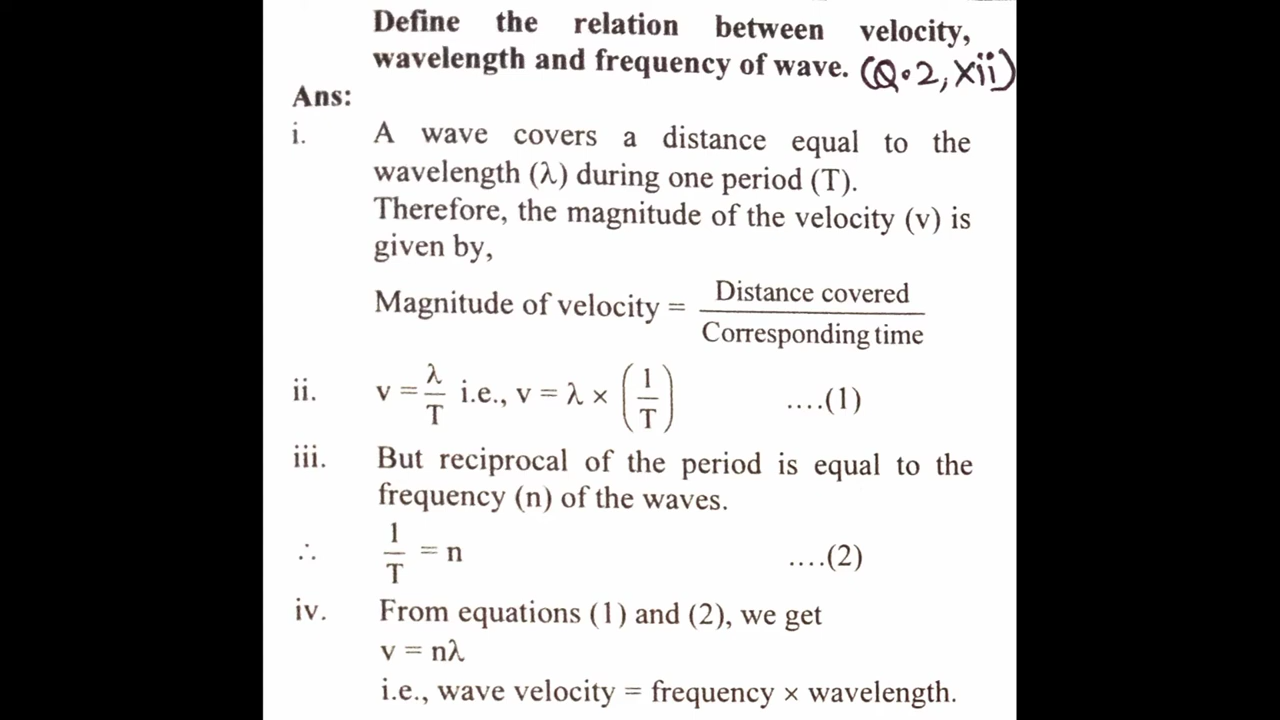 Define the relation between velocity,
wavelength and frequency of wave. (Q.2, Xii)
Ans:
i. A wave covers a distance equal to the
wavelength (λ) during one period (T).
Therefore, the magnitude of the velocity (v) is
given by,
Magnitude of velocity = Distance covered / Corresponding time
ii. v = λ/T i.e., v = λ × (1/T) ....(1)
iii. But reciprocal of the period is equal to the
frequency (n) of the waves.
∴ 1/T = n ....(2)
iv. From equations (1) and (2), we get
v = nλ
i.e., wave velocity = frequency × wavelength.